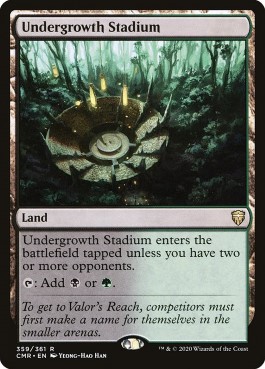 Undergrowth Stadium
Land
Undergrowth Stadium enters the
battlefield tapped unless you have two
or more opponents.
: Add or .
To get to Valor's Reach, competitors must
first make a name for themselves in the
smaller arenas.
359/361 R
CMR • EN YEONG-HAO HAN
™ & © 2020 Wizards of the Coast